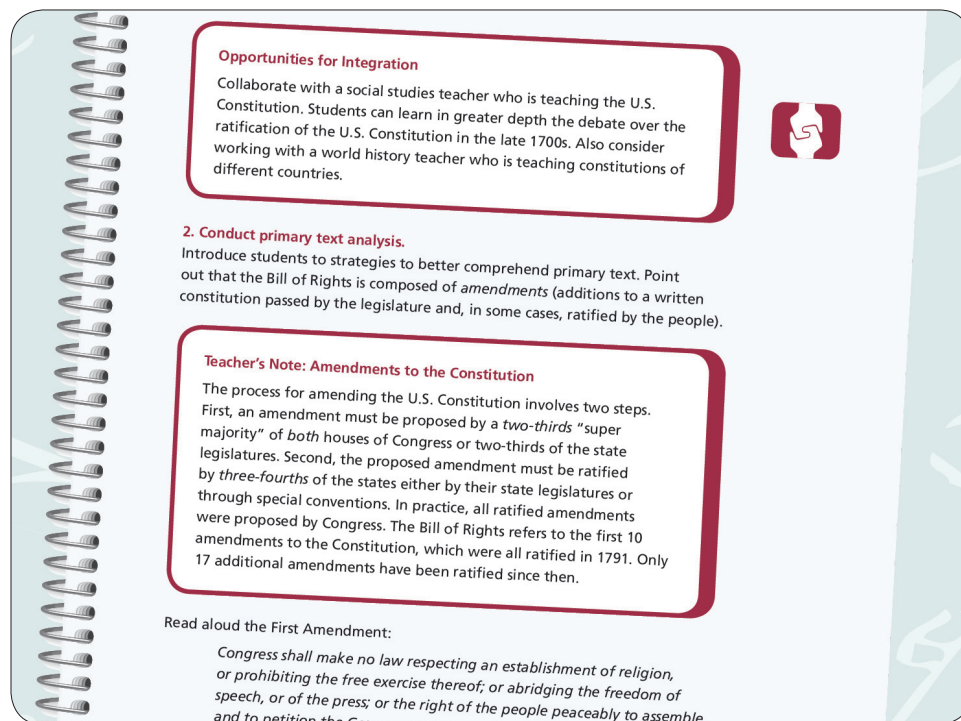 Opportunities for Integration
Collaborate with a social studies teacher who is teaching the U.S.
Constitution. Students can learn in greater depth the debate over the
ratification of the U.S. Constitution in the late 1700s. Also consider
working with a world history teacher who is teaching constitutions of
different countries.
2. Conduct primary text analysis.
Introduce students to strategies to better comprehend primary text. Point
out that the Bill of Rights is composed of amendments (additions to a written
constitution passed by the legislature and, in some cases, ratified by the people).
Teacher's Note: Amendments to the Constitution
The process for amending the U.S. Constitution involves two steps.
First, an amendment must be proposed by a two-thirds “super
majority” of both houses of Congress or two-thirds of the state
legislatures. Second, the proposed amendment must be ratified
by three-fourths of the states either by their state legislatures or
through special conventions. In practice, all ratified amendments
were proposed by Congress. The Bill of Rights refers to the first 10
amendments to the Constitution, which were all ratified in 1791. Only
17 additional amendments have been ratified since then.
Read aloud the First Amendment:
Congress shall make no law respecting an establishment of religion,
or prohibiting the free exercise thereof; or abridging the freedom of
speech, or of the press; or the right of the people peaceably to assemble,
and to petition the